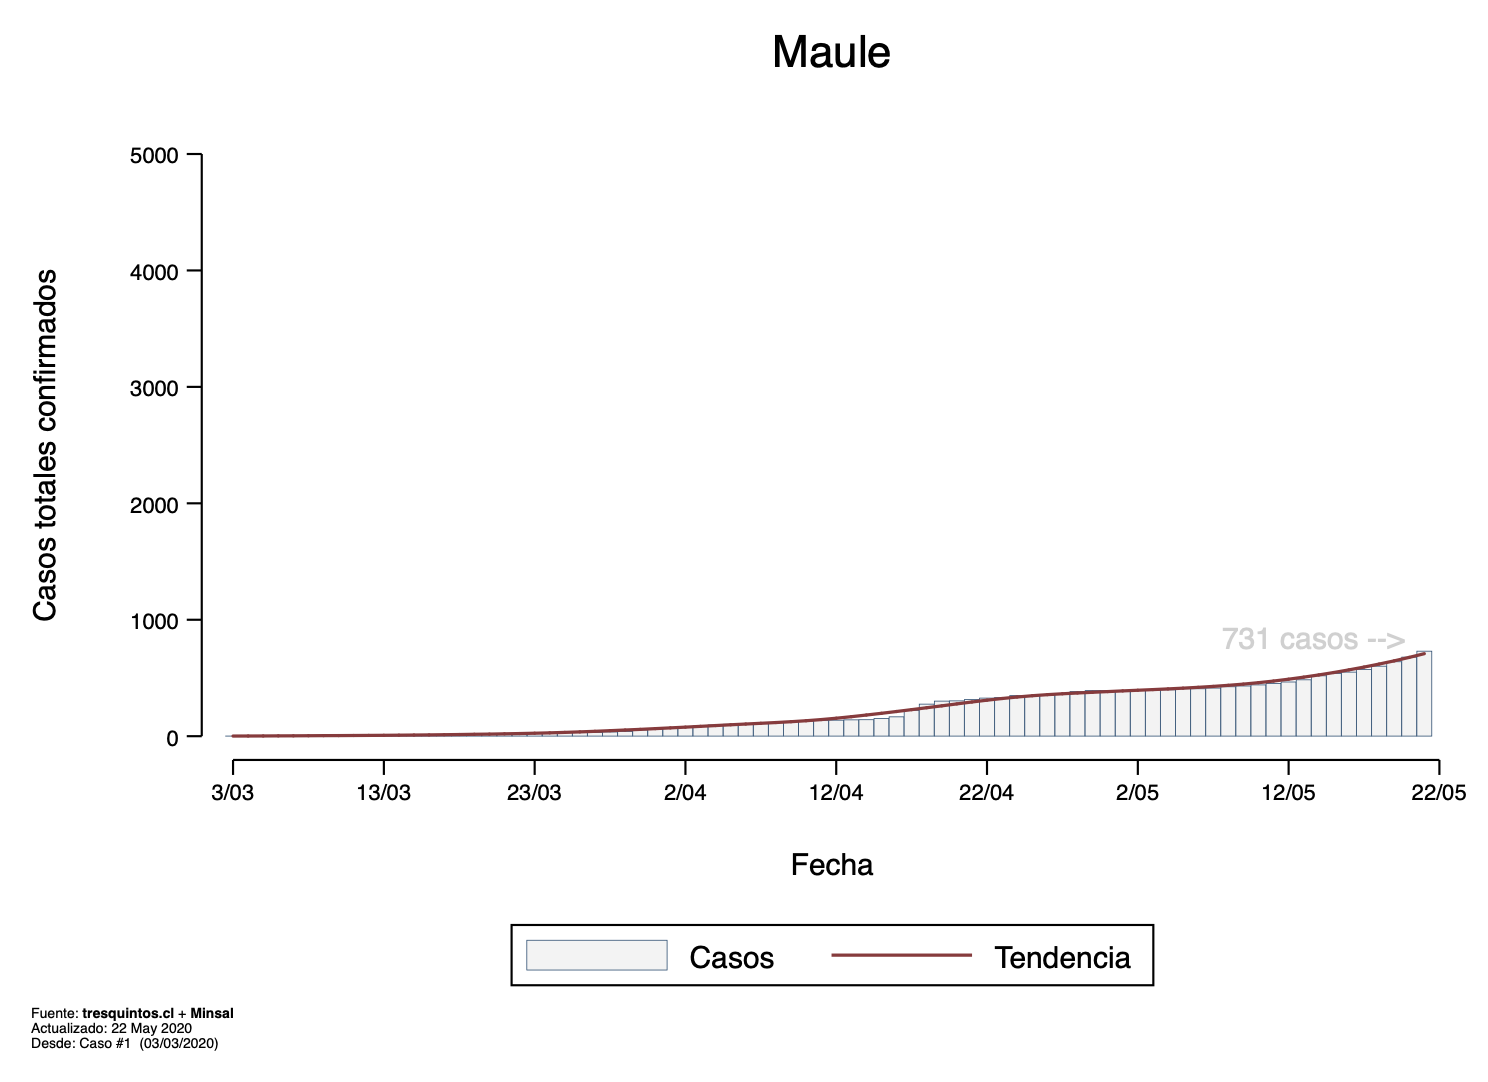 Maule
Casos totales confirmados
5000
4000
3000
2000
1000
0
731 casos -->
3/03
13/03
23/03
2/04
12/04
22/04
2/05
12/05
22/05
Fecha
Casos
Tendencia
Fuente: tresquintos.cl + Minsal
Actualizado: 22 May 2020
Desde: Caso #1 (03/03/2020)